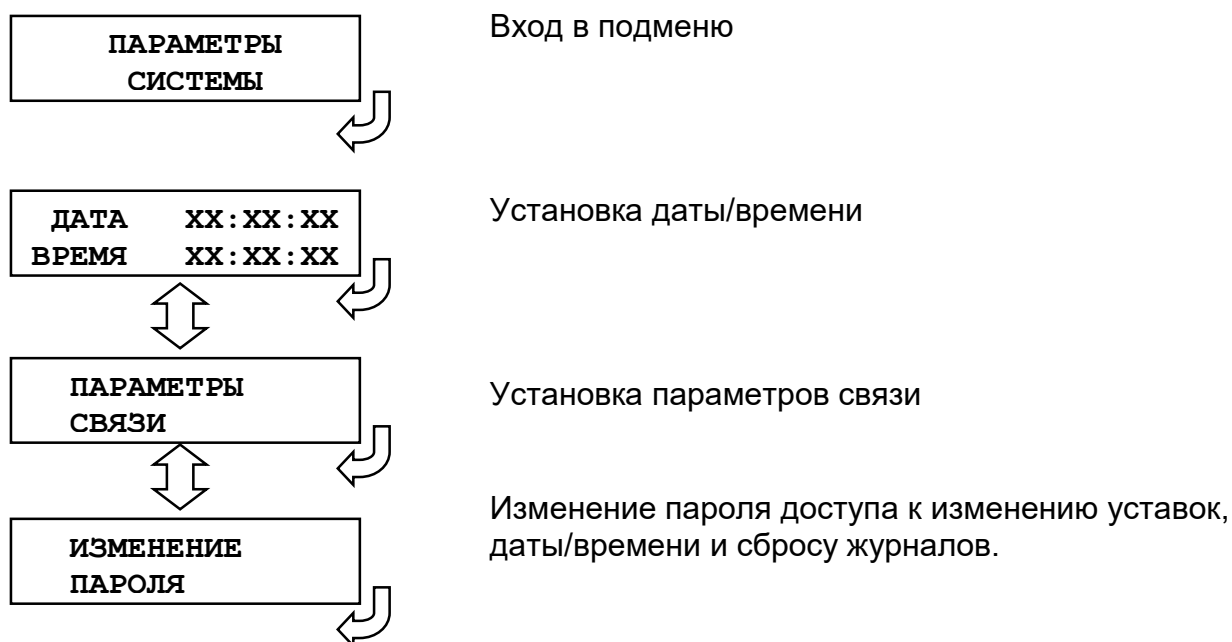 ПАРАМЕТРЫ
СИСТЕМЫ
Вход в подменю
ДАТА XX:XX:XX
ВРЕМЯ XX:XX:XX
Установка даты/времени
ПАРАМЕТРЫ
СВЯЗИ
Установка параметров связи
ИЗМЕНЕНИЕ
ПАРОЛЯ
Изменение пароля доступа к изменению уставок,
даты/времени и сбросу журналов.